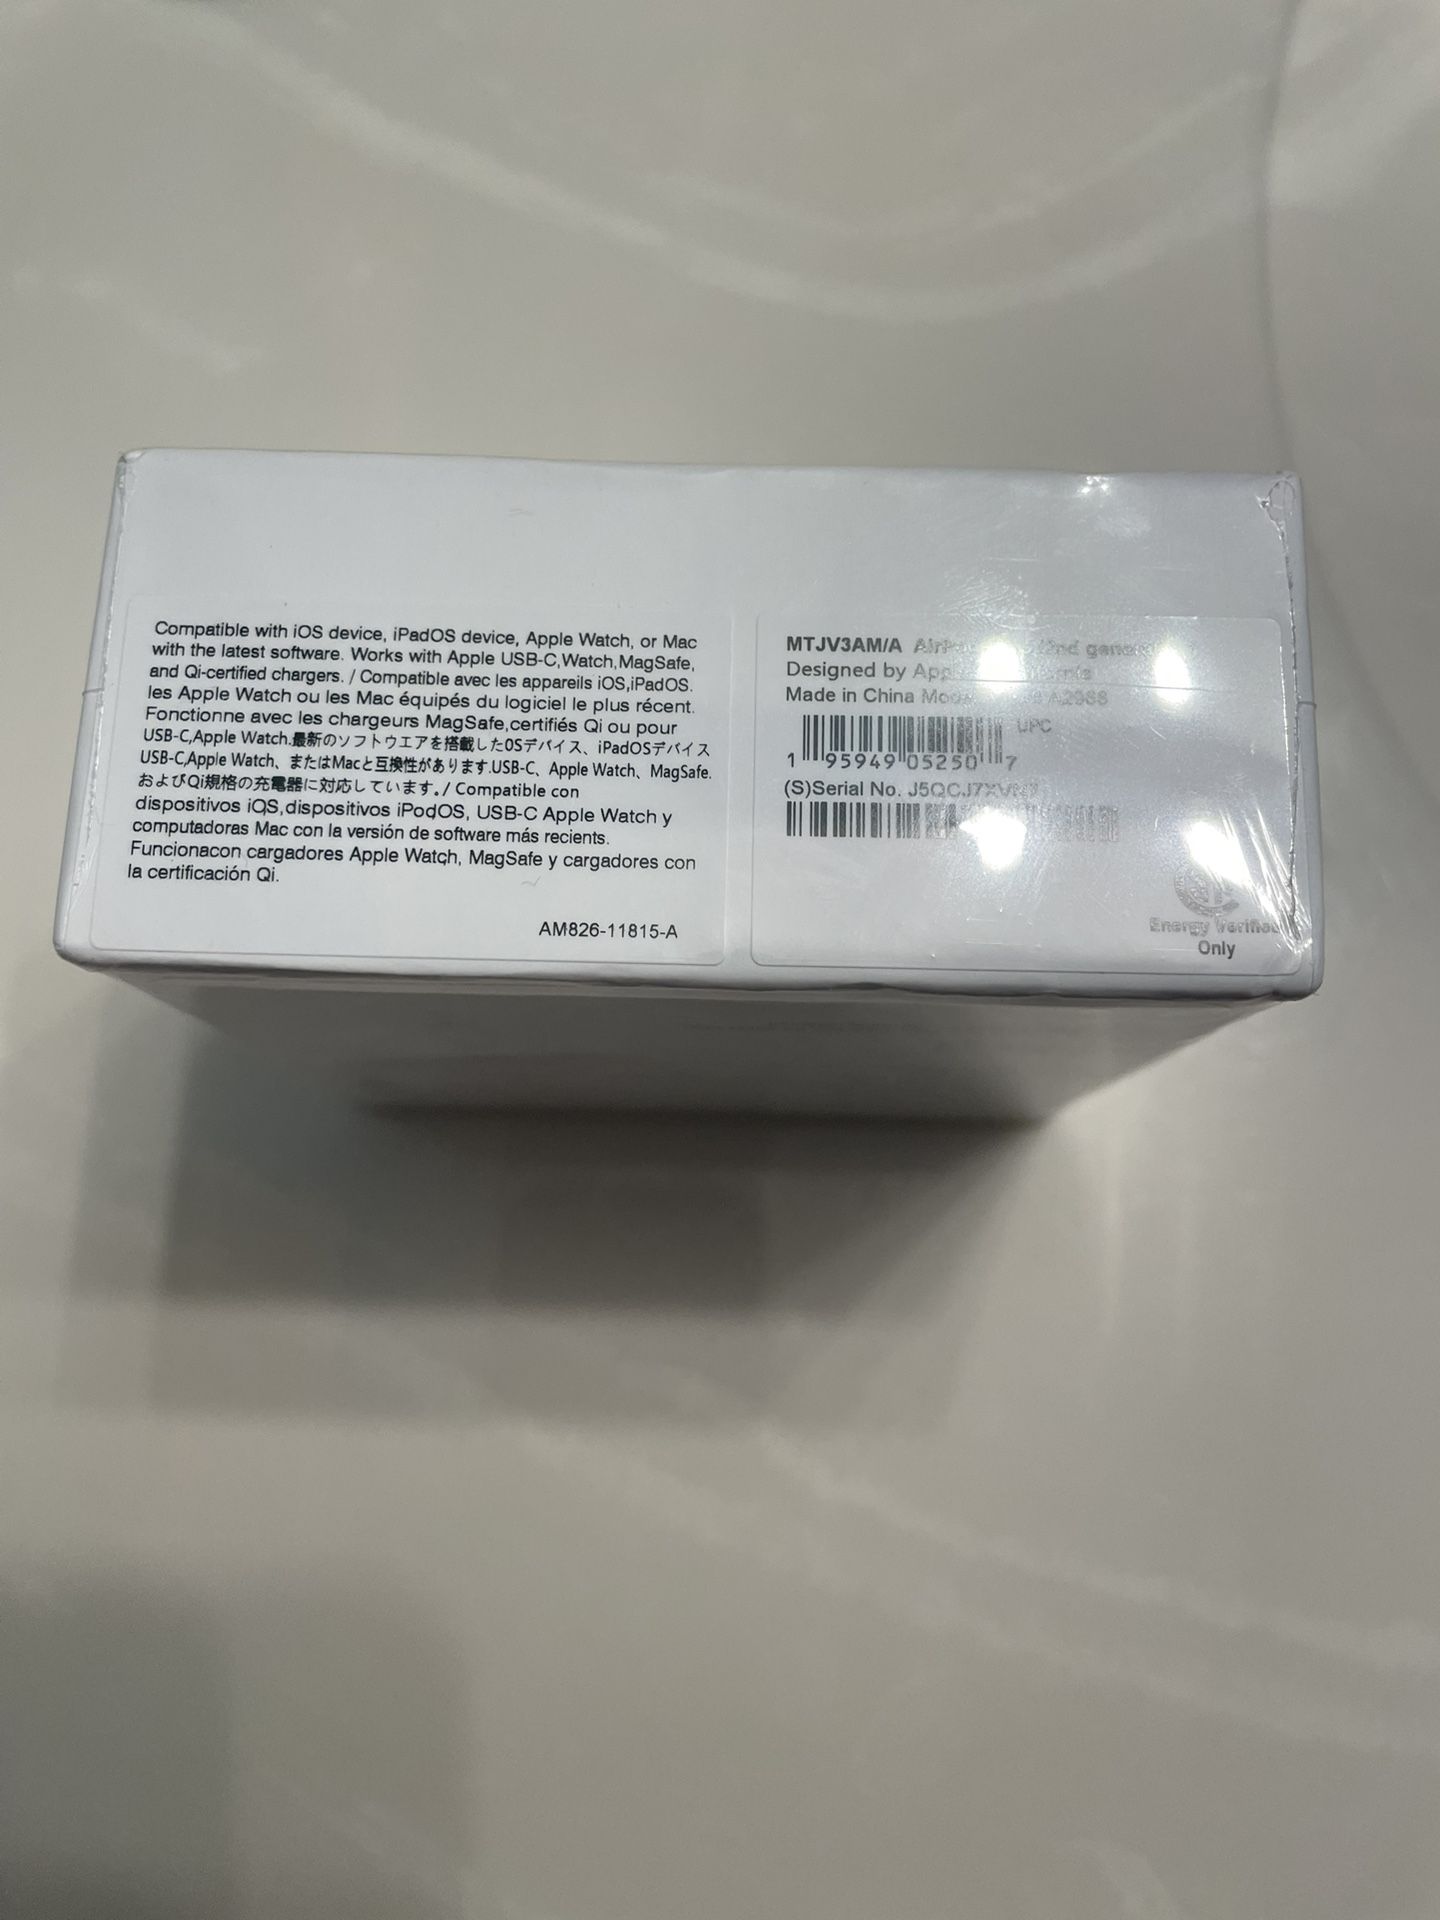 Compatible with iOS device, iPadOS device, Apple Watch, or Mac
with the latest software. Works with Apple USB-C,Watch,MagSafe,
and Qi-certified chargers. / Compatible avec les appareils iOS,iPadOS.
les Apple Watch ou les Mac équipés du logiciel le plus récent.
Fonctionne avec les chargeurs MagSafe,certifiés Qi ou pour
USB-C,Apple Watch.最新のソフトウエアを搭載したOSデバイス、iPadOSデバイス
USB-C,Apple Watch、またはMacと互換性があります.USB-C、Apple Watch、MagSafe.
およびQi規格の充電器に対応しています。/ Compatible con
dispositivos iOS,dispositivos iPodOS, USB-C Apple Watch y
computadoras Mac con la versión de software más recients.
Funcionacon cargadores Apple Watch, MagSafe y cargadores con
la certificación Qi.
AM826-11815-A
MTJV3AM/A (2nd
Designed by
Made in China A2968
UPC
1 95949 05250 7
(S)Serial No.
Energy Verified
Only